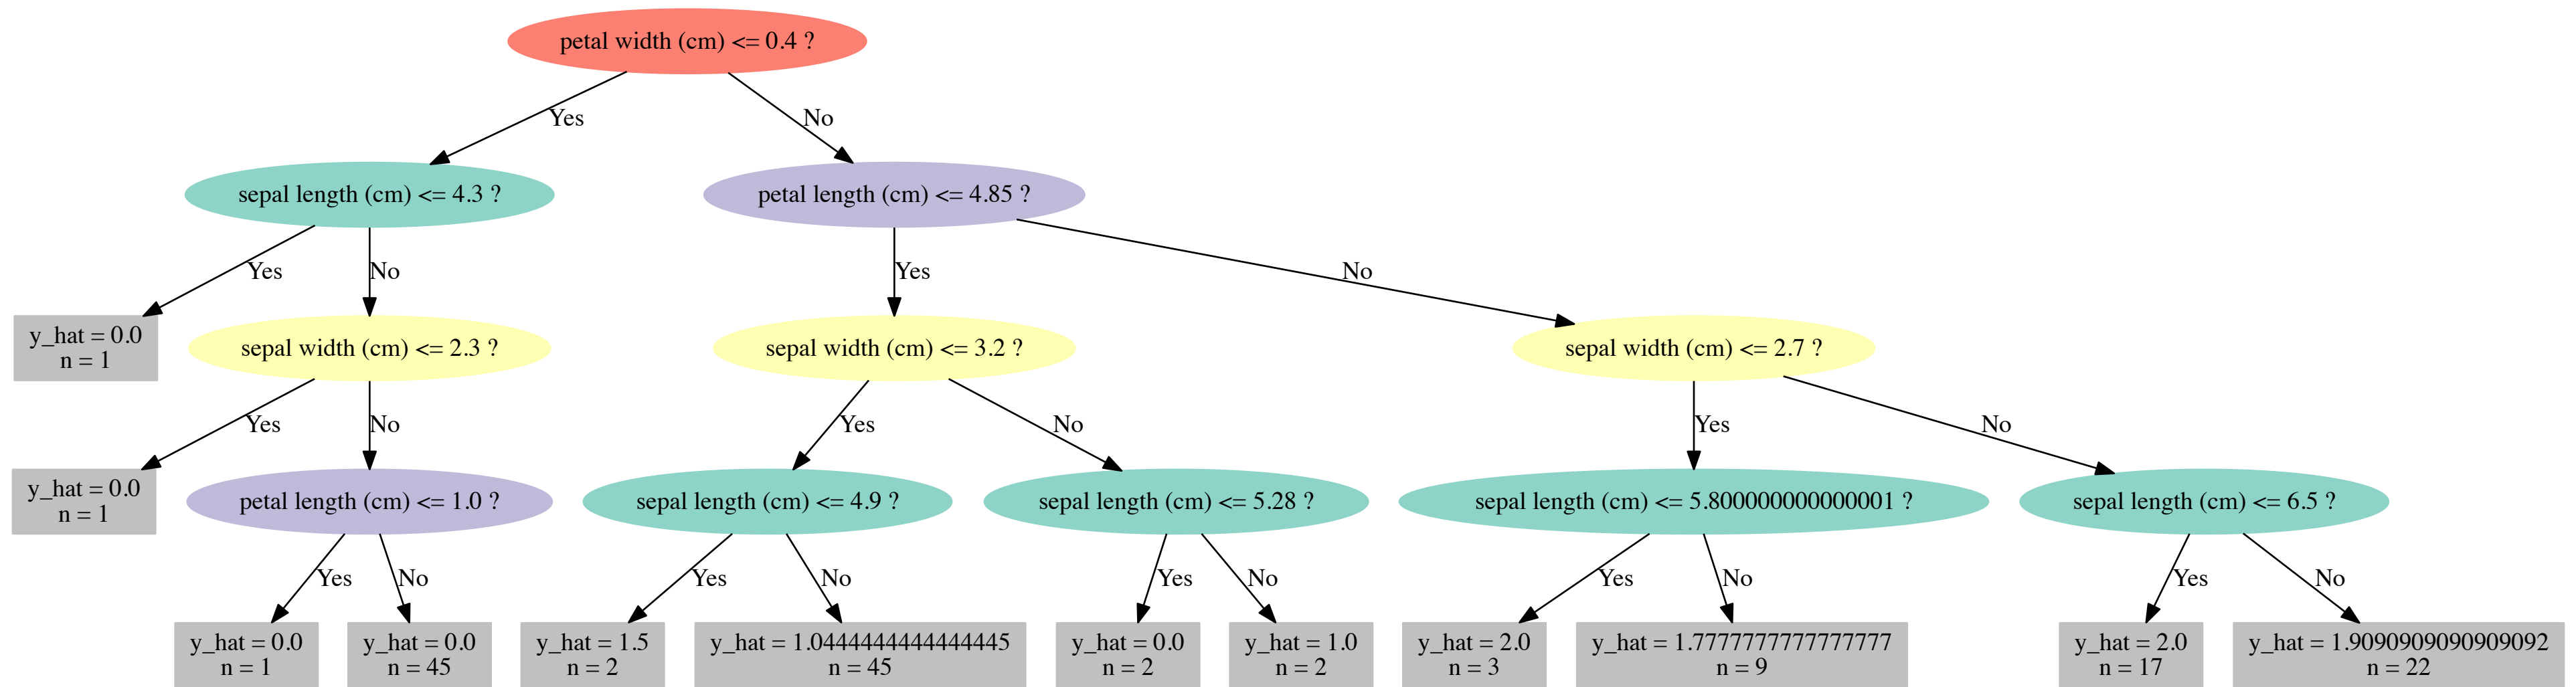 petal width (cm) <= 0.4 ?
Yes
No
sepal length (cm) <= 4.3 ?
petal length (cm) <= 4.85 ?
Yes
No
Yes
No
y_hat = 0.0
n = 1
sepal width (cm) <= 2.3 ?
sepal width (cm) <= 3.2 ?
sepal width (cm) <= 2.7 ?
Yes
No
Yes
No
Yes
No
y_hat = 0.0
n = 1
petal length (cm) <= 1.0 ?
sepal length (cm) <= 4.9 ?
sepal length (cm) <= 5.28 ?
sepal length (cm) <= 5.800000000000001 ?
sepal length (cm) <= 6.5 ?
Yes
No
Yes
No
Yes
No
Yes
No
Yes
No
y_hat = 0.0
n = 1
y_hat = 0.0
n = 45
y_hat = 1.5
n = 2
y_hat = 1.0444444444444445
n = 45
y_hat = 0.0
n = 2
y_hat = 1.0
n = 2
y_hat = 2.0
n = 3
y_hat = 1.7777777777777777
n = 9
y_hat = 2.0
n = 17
y_hat = 1.9090909090909092
n = 22